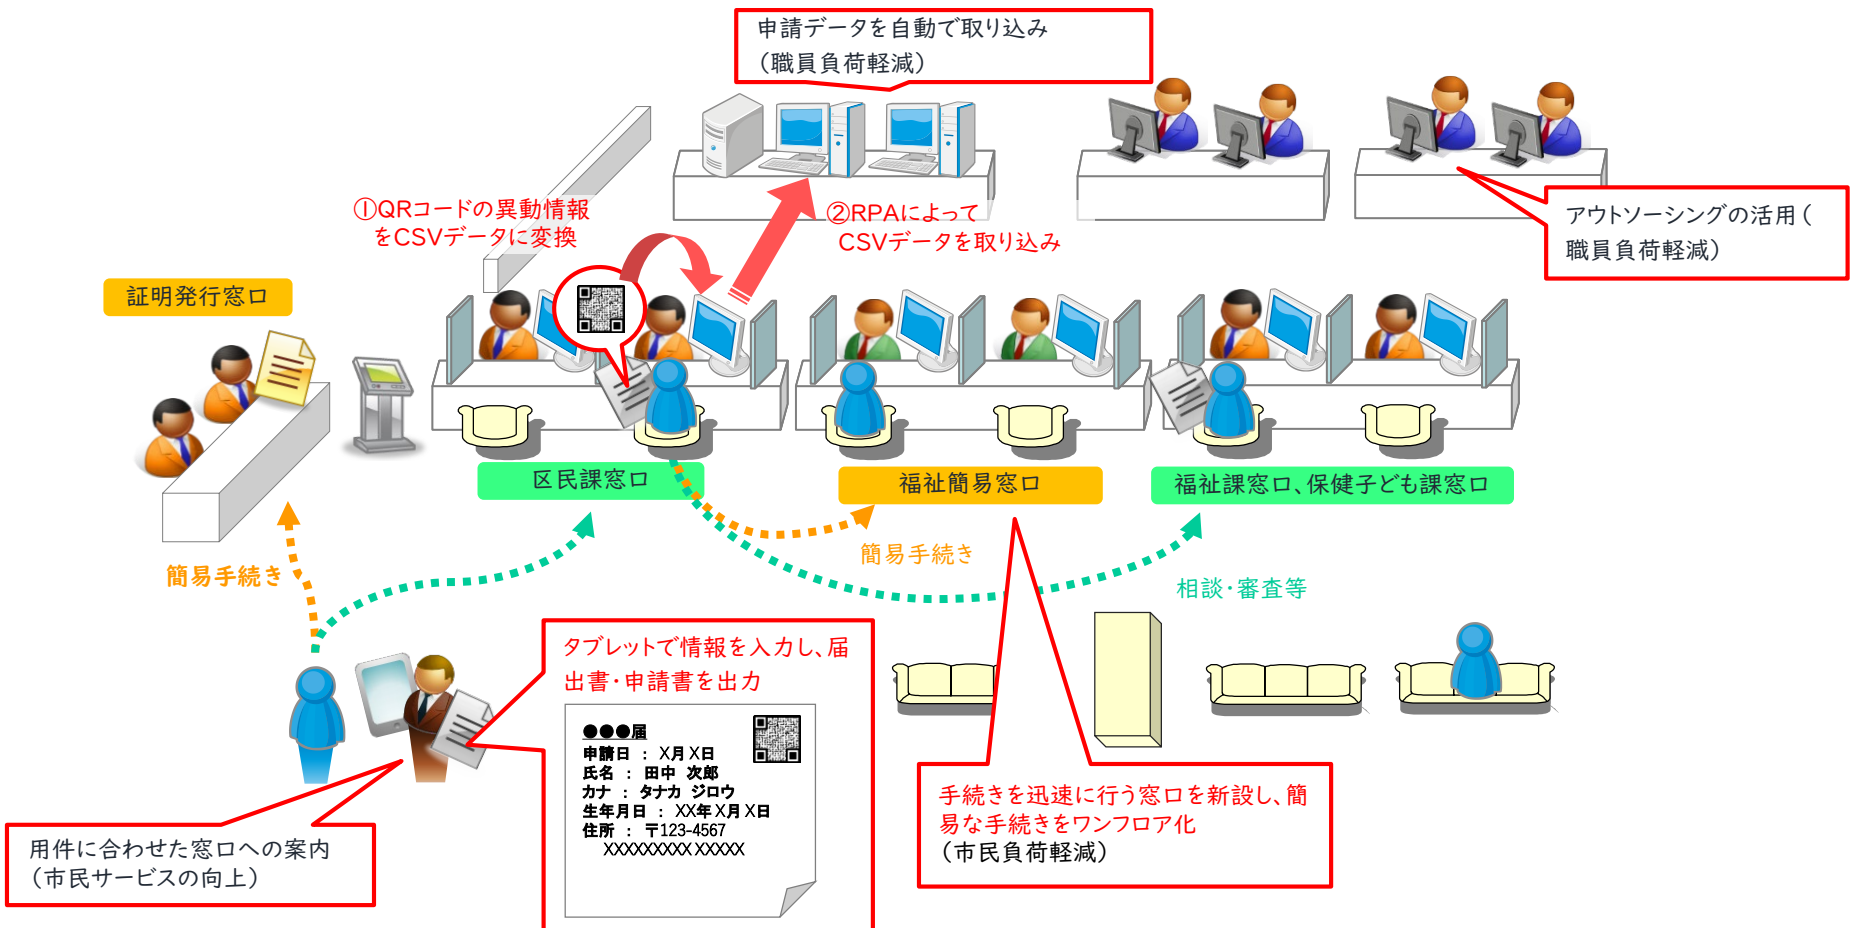 申請データを自動で取り込み
（職員負荷軽減）
①QRコードの異動情報
をCSVデータに変換
②RPAによって
CSVデータを取り込み
アウトソーシングの活用（
職員負荷軽減）
証明発行窓口
区民課窓口
福祉簡易窓口
福祉課窓口、保健子ども課窓口
簡易手続き
簡易手続き
相談・審査等
タブレットで情報を入力し、届
出書・申請書を出力
●●●届
申請日 ： X月X日
氏名 ： 田中 次郎
カナ ： タナカ ジロウ
生年月日 ： XX年X月X日
住所 ： 〒123-4567
XXXXXXXXX XXXXX
手続きを迅速に行う窓口を新設し、簡
易な手続きをワンフロア化
（市民負荷軽減）
用件に合わせた窓口への案内
（市民サービスの向上）